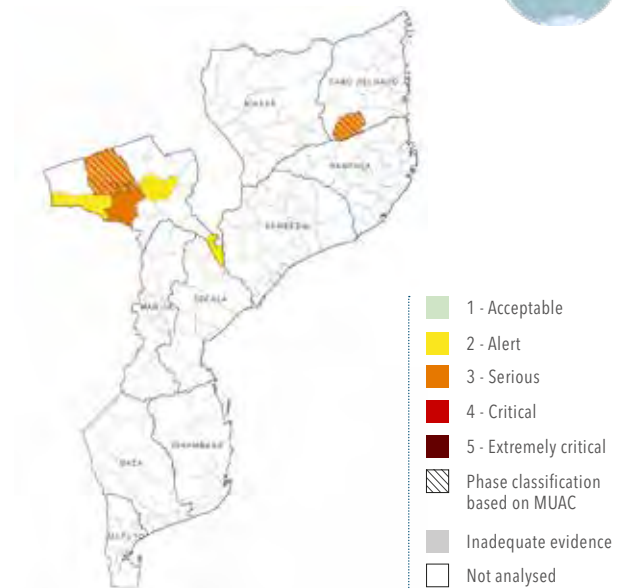 CABO DELGADO
NIASSA
NAMPULA
ZAMBEZIA
SOFALA
MANICA
INHAMBANE
GAZA
MAPUTO
1 - Acceptable
2 - Alert
3 - Serious
4 - Critical
5 - Extremely critical
Phase classification
based on MUAC
Inadequate evidence
Not analysed